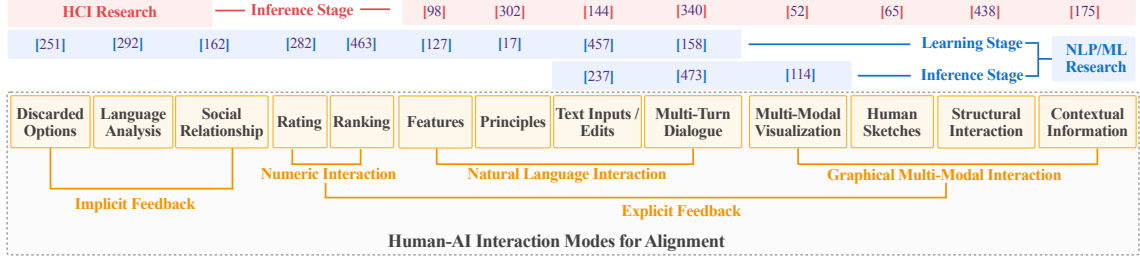 HCI Research Inference Stage [98] [302] [144] [340] [52] [65] [438] [175]
[251] [292] [162] [282] [463] [127] [17] [457] [158] Learning Stage
NLP/ML Research
[237] [473] [114] Inference Stage
Discarded Options
Language Analysis
Social Relationship
Rating
Ranking
Features
Principles
Text Inputs / Edits
Multi-Turn Dialogue
Multi-Modal Visualization
Human Sketches
Structural Interaction
Contextual Information
Numeric Interaction
Natural Language Interaction
Graphical Multi-Modal Interaction
Implicit Feedback
Explicit Feedback
Human-AI Interaction Modes for Alignment